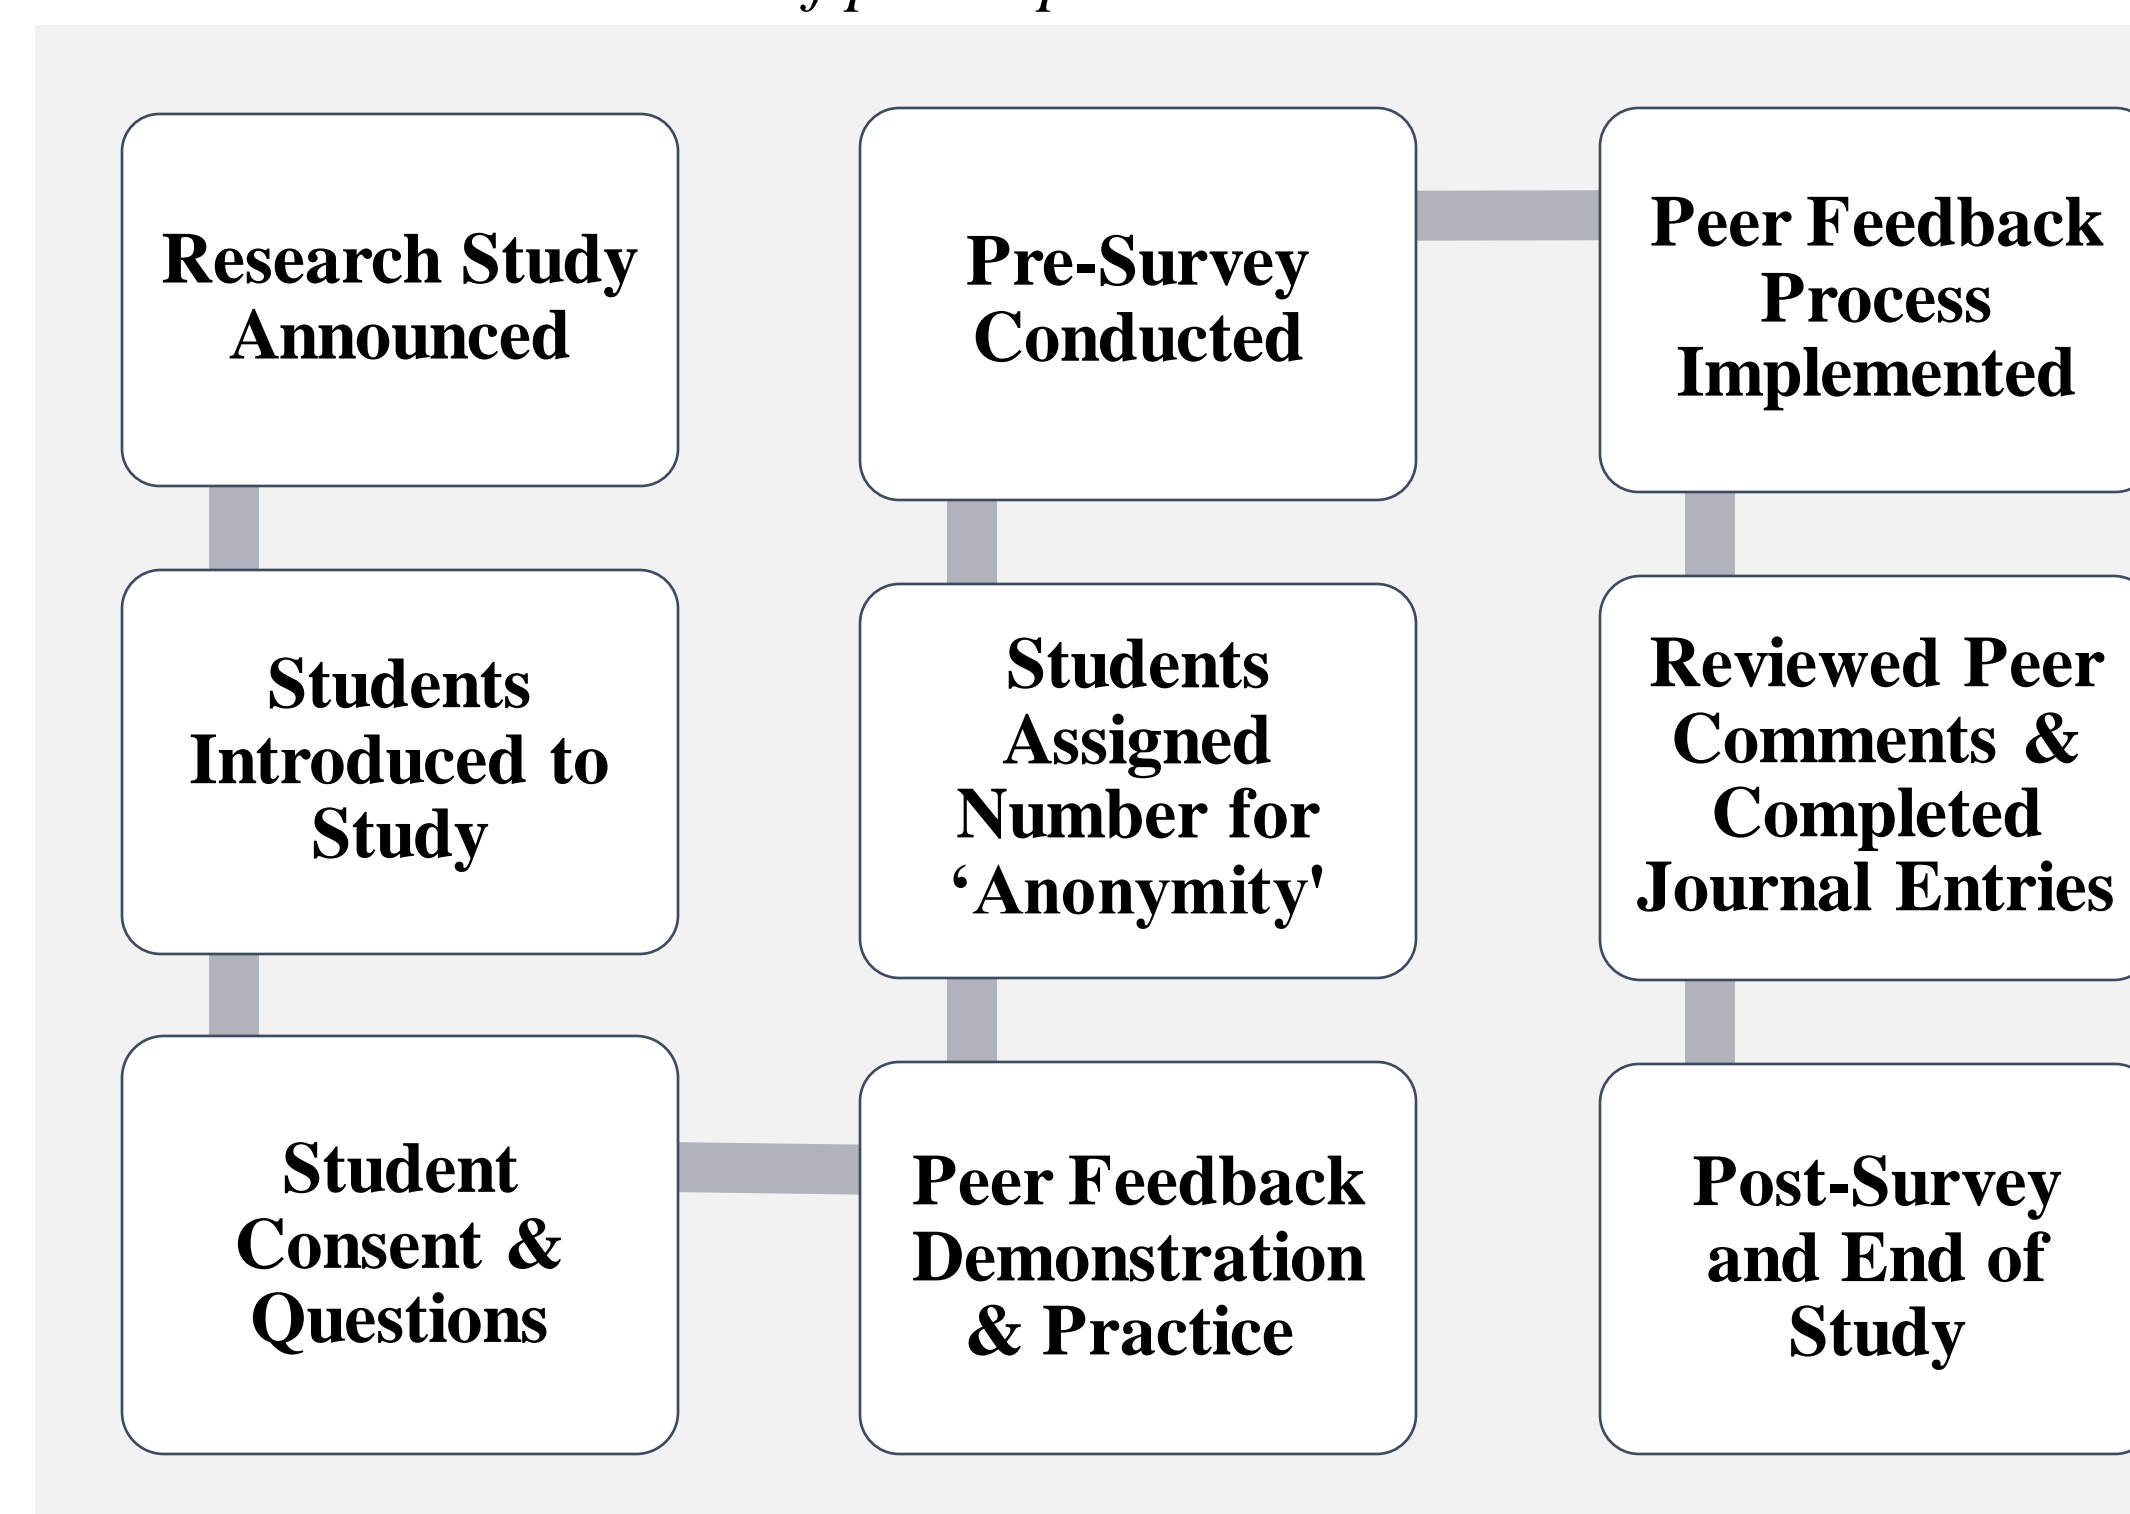 Research Study
Announced
Students
Introduced to
Study
Student
Consent &
Questions
Peer Feedback
Demonstration
& Practice
Students
Assigned
Number for
‘Anonymity'
Pre-Survey
Conducted
Peer Feedback
Process
Implemented
Reviewed Peer
Comments &
Completed
Journal Entries
Post-Survey
and End of
Study